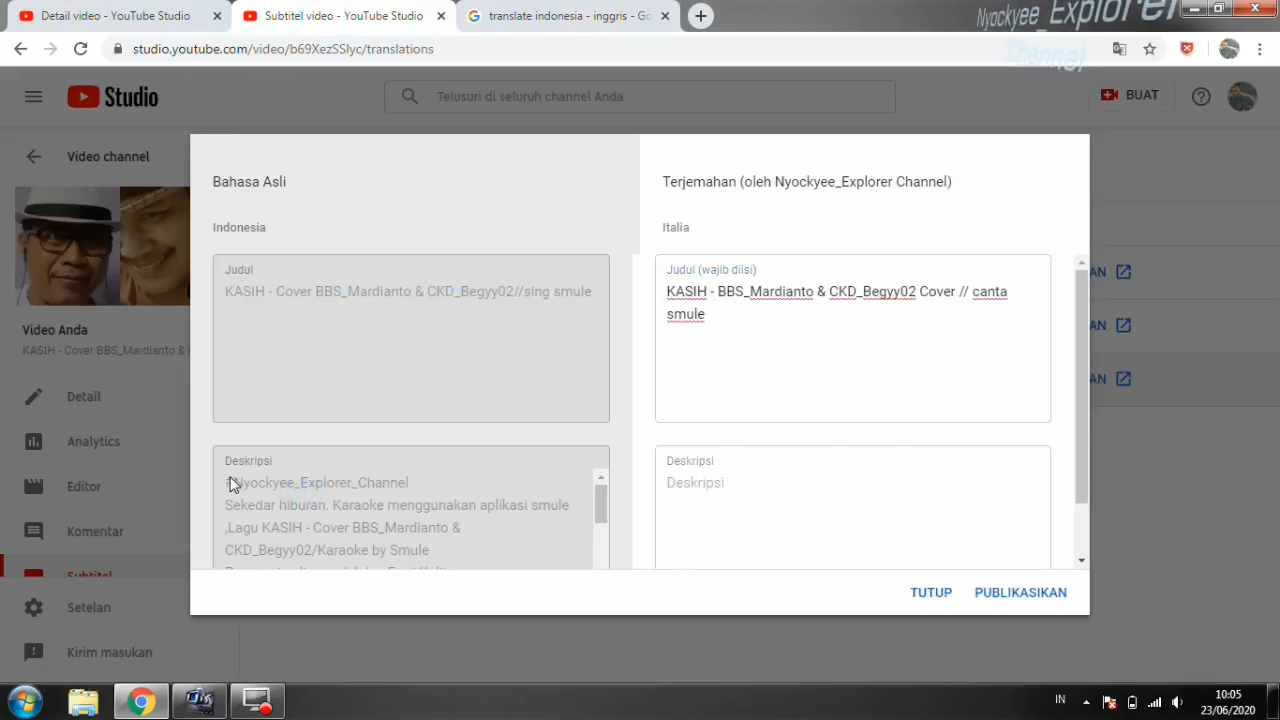 Detail video - YouTube Studio
Subtitel video - YouTube Studio
translate indonesia - inggris - Go
Nyockyee_Explorer
Channel
studio.youtube.com/video/b69XezSSlyc/translations
Studio
Telusuri di seluruh channel Anda
BUAT
Video channel
Video Anda
KASIH - Cover BBS_Mardianto &
Detail
Analytics
Editor
Komentar
Subtitel
Setelan
Kirim masukan
Bahasa Asli
Indonesia
Judul
KASIH - Cover BBS_Mardianto & CKD_Begyy02//sing smule
Deskripsi
#Nyockyee_Explorer_Channel
Sekedar hiburan. Karaoke menggunakan aplikasi smule
,Lagu KASIH - Cover BBS_Mardianto &
CKD_Begyy02/Karaoke by Smule
Terjemahan (oleh Nyockyee_Explorer Channel)
Italia
Judul (wajib diisi)
KASIH - BBS_Mardianto & CKD_Begyy02 Cover // canta
smule
Deskripsi
Deskripsi
AN
AN
AN
TUTUP
PUBLIKASIKAN
IN
10:05
23/06/2020